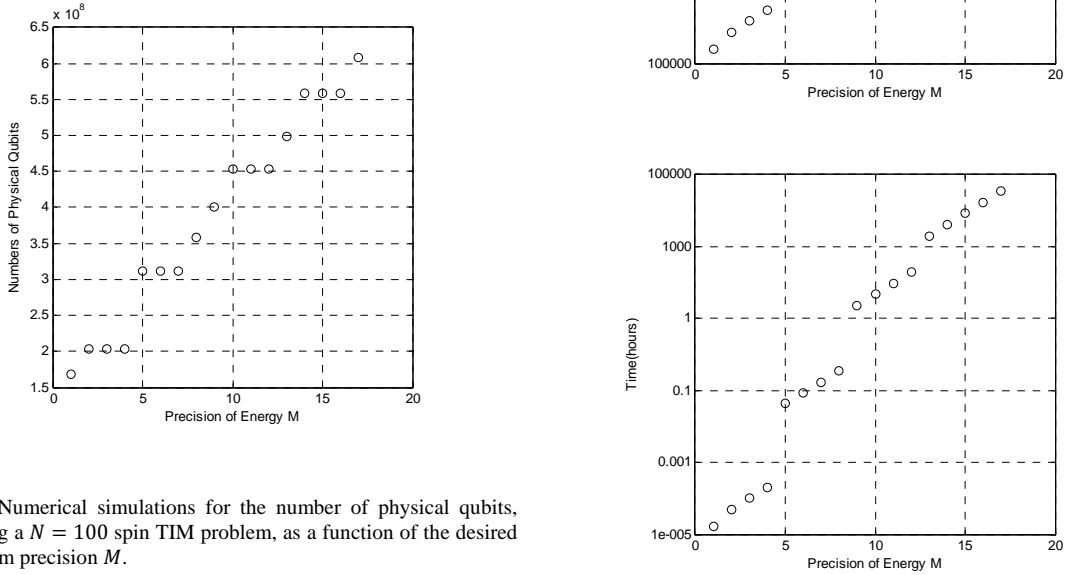 x 10^8
6.5
6
5.5
5
4.5
4
3.5
3
2.5
2
1.5
0 5 10 15 20
Numbers of Physical Qubits
Precision of Energy M
Numerical simulations for the number of physical qubits,
g a N = 100 spin TIM problem, as a function of the desired
m precision M.
100000
0 5 10 15 20
Precision of Energy M
100000
1000
1
0.1
0.001
1e-005
0 5 10 15 20
Time(hours)
Precision of Energy M